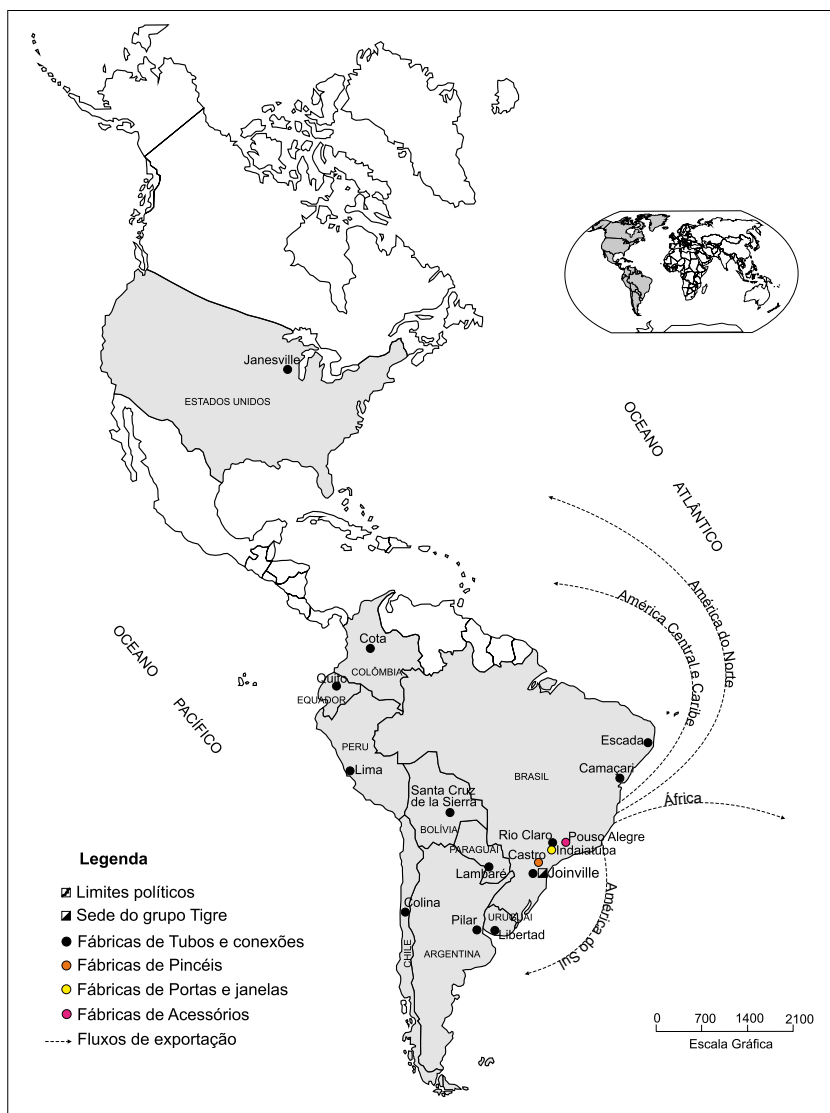 Janesville
ESTADOS UNIDOS
OCEANO
ATLÂNTICO
América do Norde
América Central e Caribe
OCEANO
PACÍFICO
Cota
COLÔMBIA
Quito
EQUADOR
PERU
Lima
Escada
Camaçari
BRASIL
África
Santa Cruz
de la Sierra
BOLÍVIA
Rio Claro
Pouso Alegre
Indaiatuba
PARAGUAI
Castro
Lambaré
Joinville
Colina
Pilar
URUGUAI
Libertad
América do Sul
CHILE
ARGENTINA
Legenda
Limites políticos
Sede do grupo Tigre
Fábricas de Tubos e conexões
Fábricas de Pincéis
Fábricas de Portas e janelas
Fábricas de Acessórios
Fluxos de exportação
0 700 1400 2100
Escala Gráfica